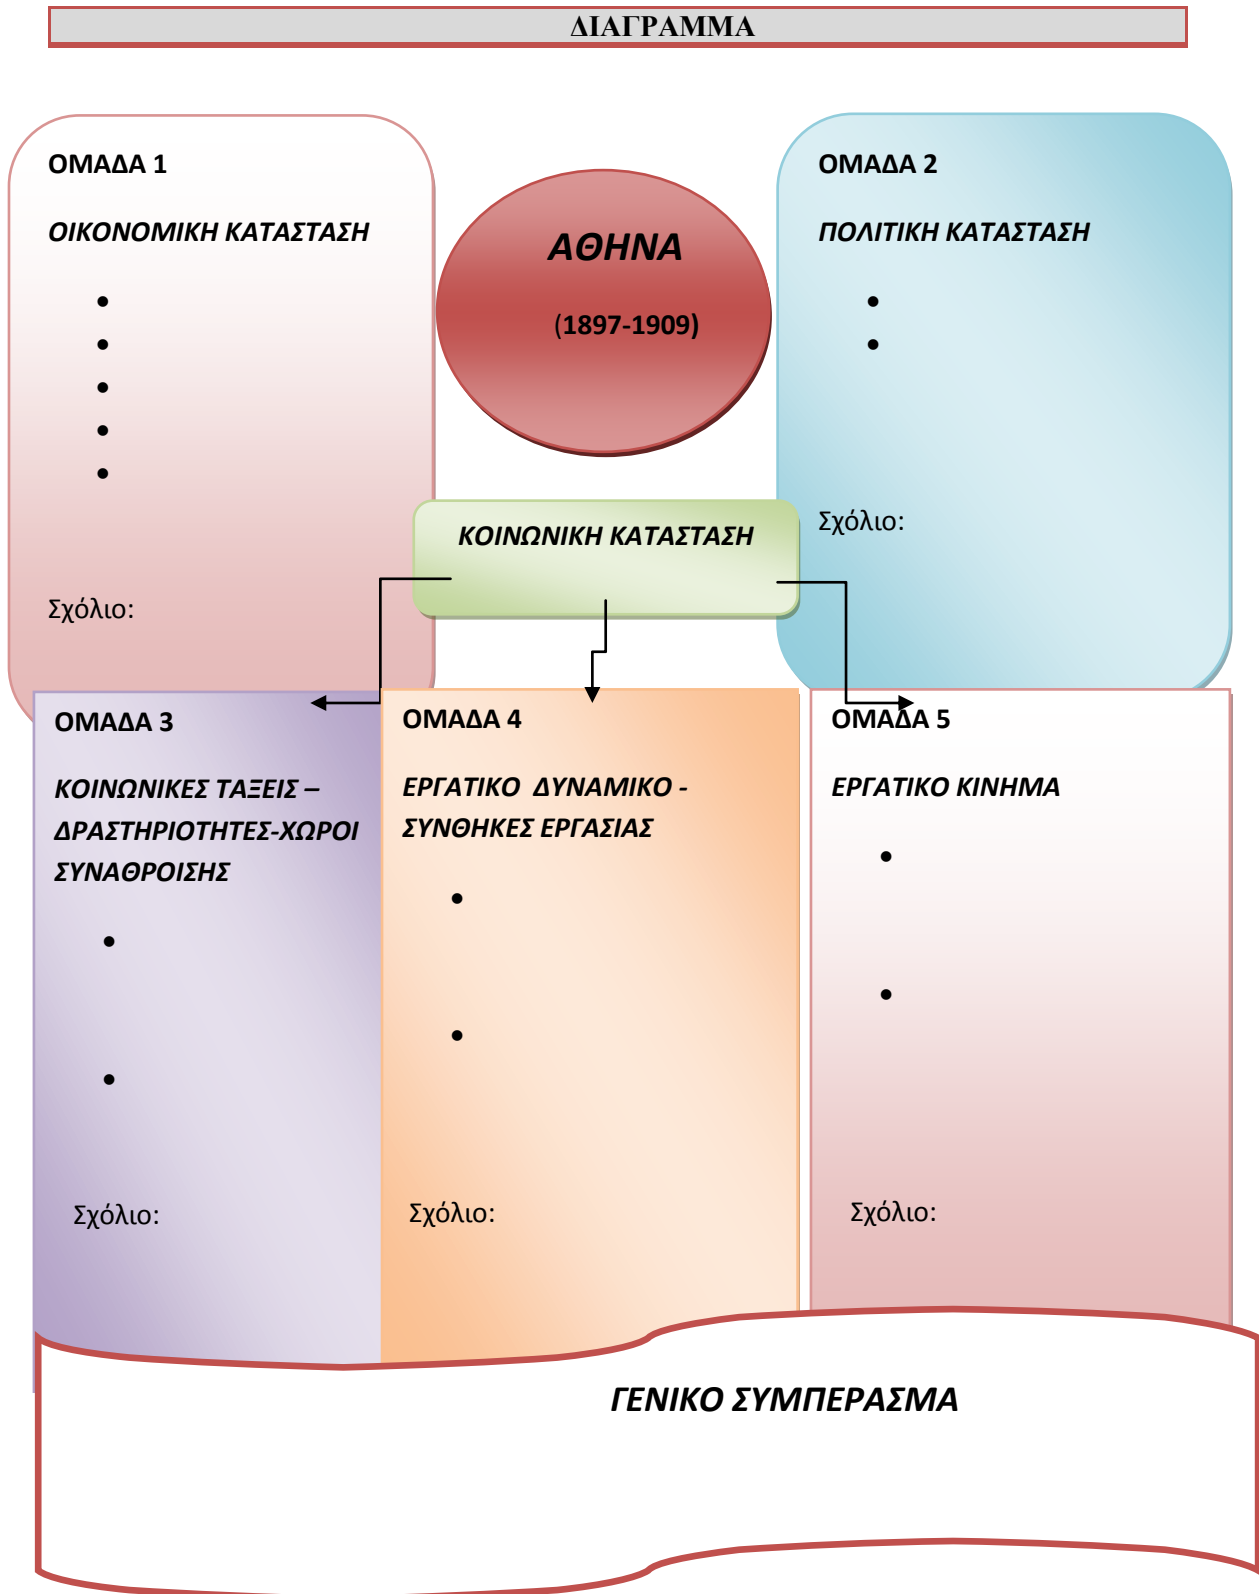 ΔΙΑΓΡΑΜΜΑ
ΟΜΑΔΑ 1
ΟΙΚΟΝΟΜΙΚΗ ΚΑΤΑΣΤΑΣΗ
•
•
•
•
•
Σχόλιο:
ΑΘΗΝΑ
(1897-1909)
ΟΜΑΔΑ 2
ΠΟΛΙΤΙΚΗ ΚΑΤΑΣΤΑΣΗ
•
•
Σχόλιο:
ΚΟΙΝΩΝΙΚΗ ΚΑΤΑΣΤΑΣΗ
ΟΜΑΔΑ 3
ΚΟΙΝΩΝΙΚΕΣ ΤΑΞΕΙΣ –
ΔΡΑΣΤΗΡΙΟΤΗΤΕΣ-ΧΩΡΟΙ
ΣΥΝΑΘΡΟΙΣΗΣ
•
•
Σχόλιο:
ΟΜΑΔΑ 4
ΕΡΓΑΤΙΚΟ  ΔΥΝΑΜΙΚΟ -
ΣΥΝΘΗΚΕΣ ΕΡΓΑΣΙΑΣ
•
•
Σχόλιο:
ΟΜΑΔΑ 5
ΕΡΓΑΤΙΚΟ ΚΙΝΗΜΑ
•
•
Σχόλιο:
ΓΕΝΙΚΟ ΣΥΜΠΕΡΑΣΜΑ